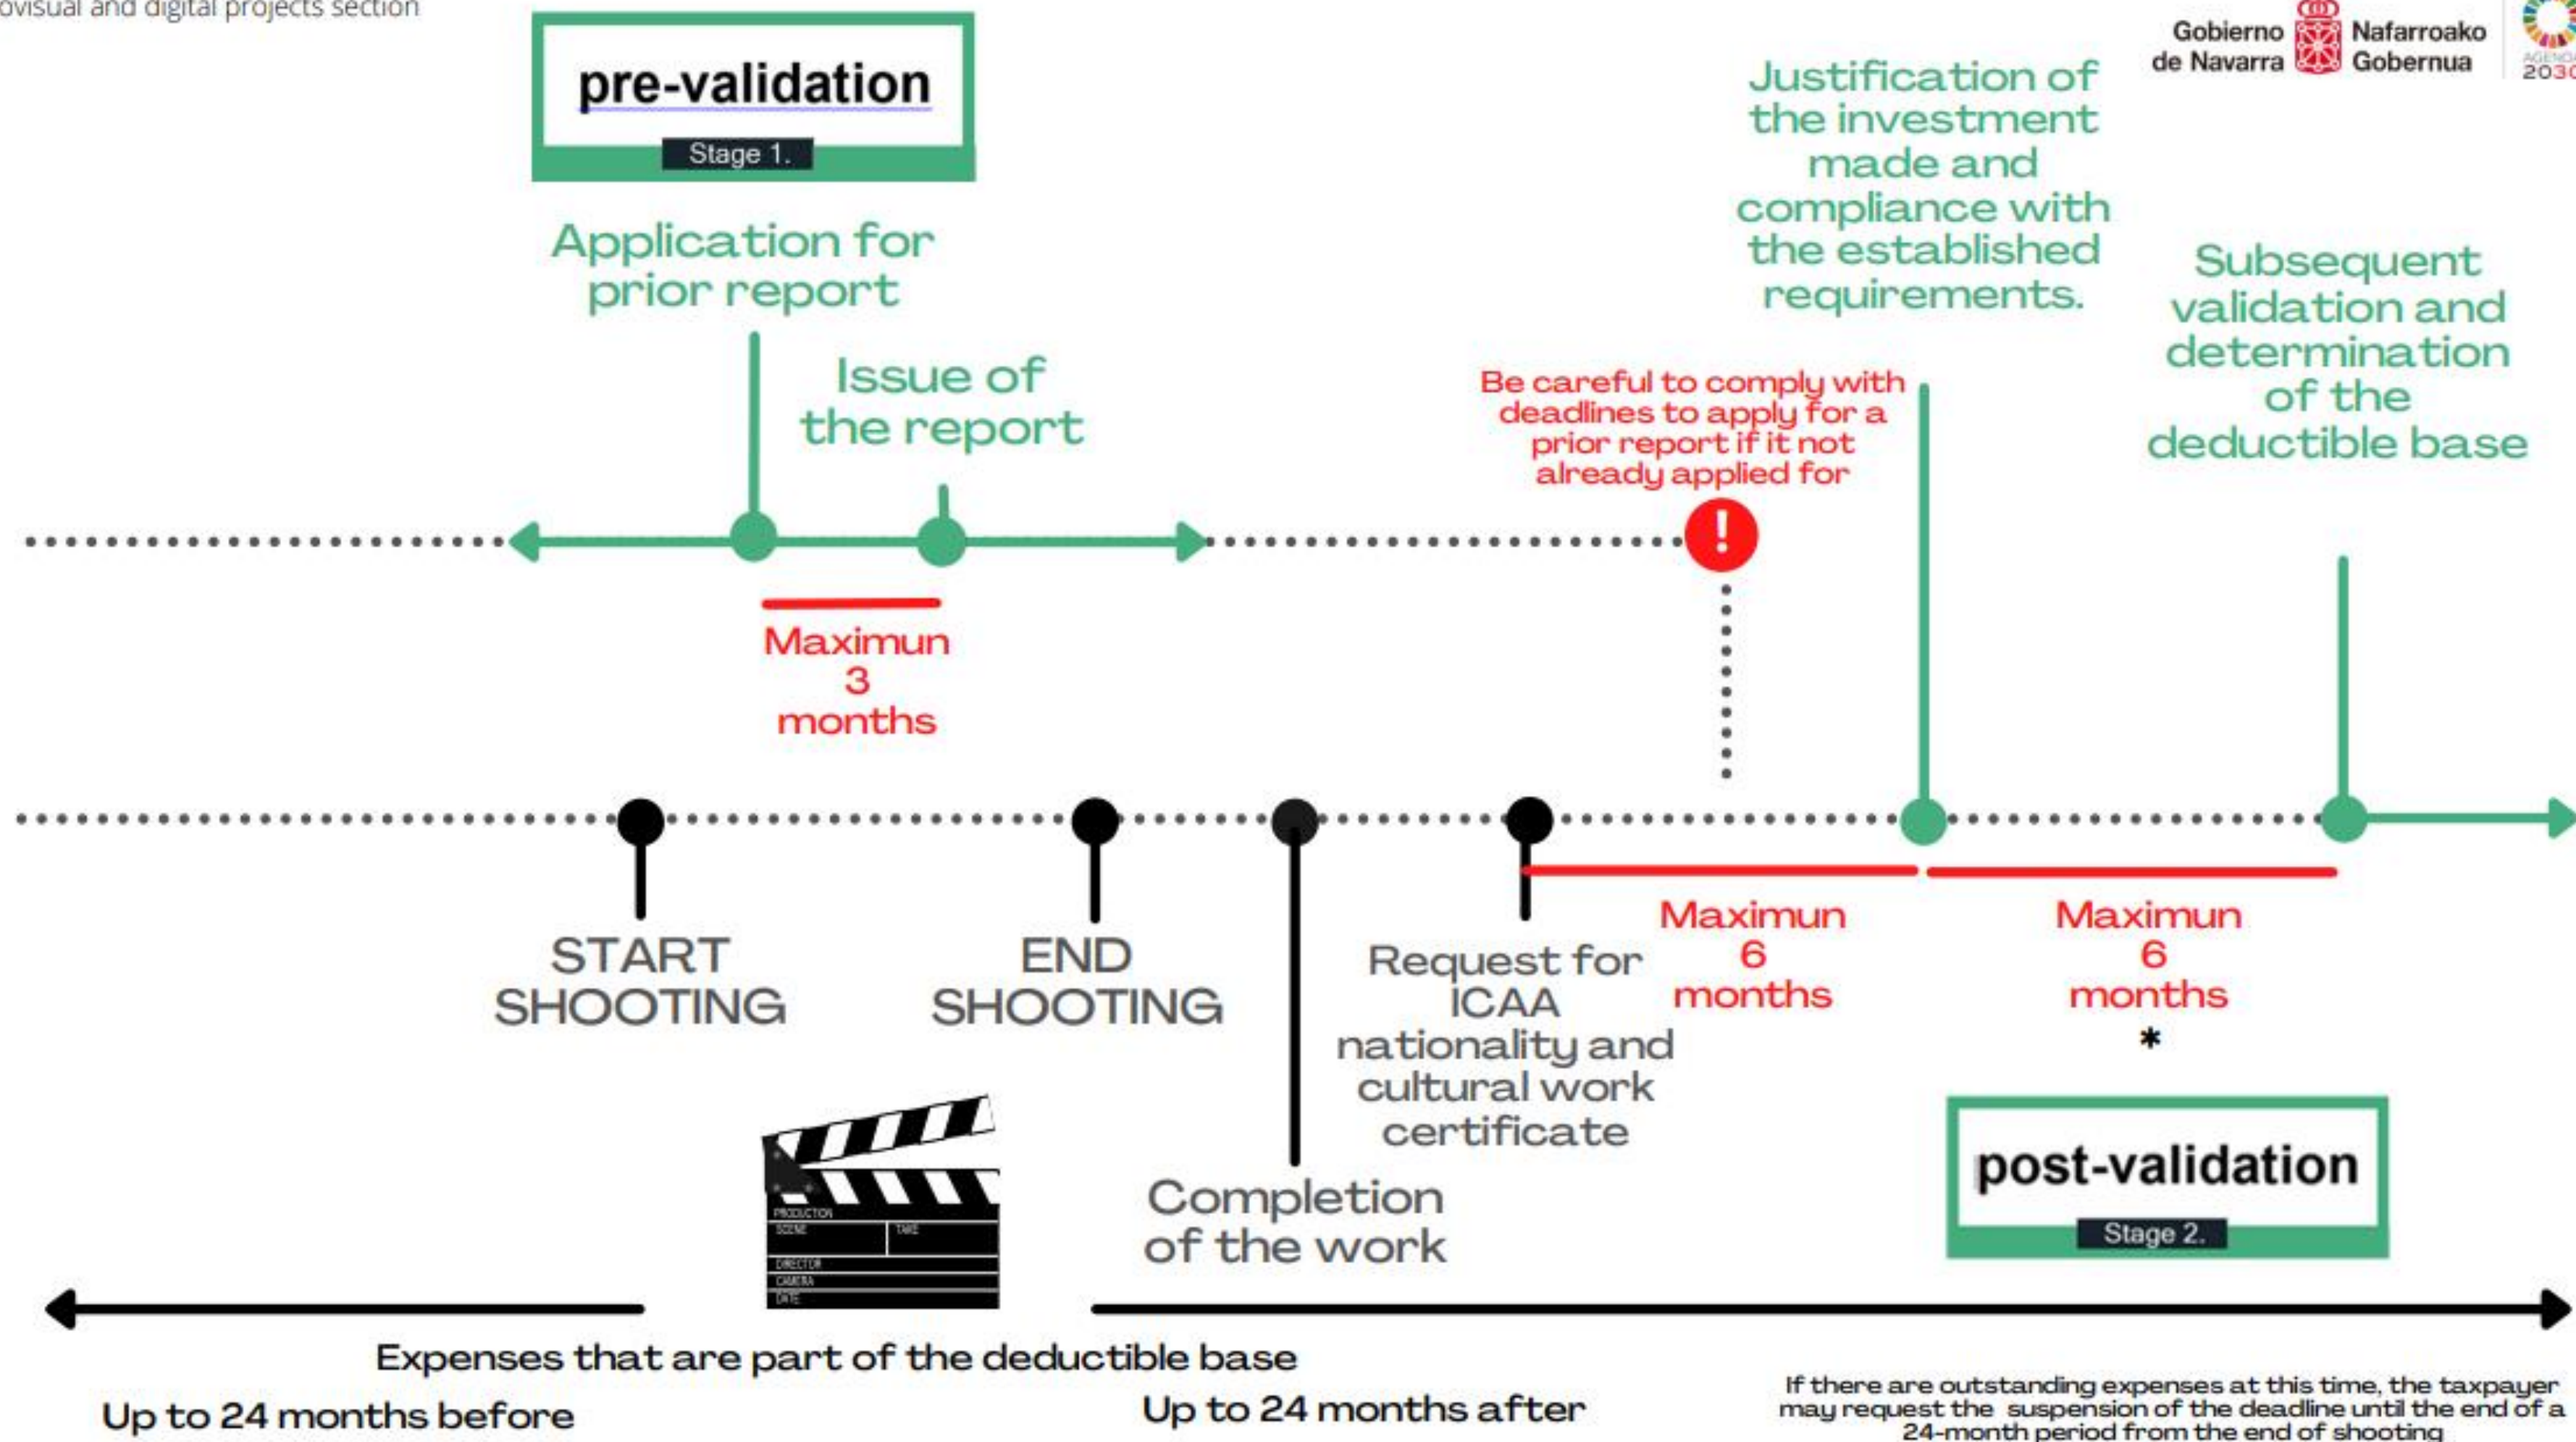 ovisual and digital projects section
Gobierno
de Navarra
Nafarroako
Gobernua
AGENDA
2030
pre-validation
Stage 1.
Application for
prior report
Issue of
the report
Maximun
3
months
Be careful to comply with
deadlines to apply for a
prior report if it not
already applied for
!
Justification of
the investment
made and
compliance with
the established
requirements.
Subsequent
validation and
determination
of the
deductible base
START
SHOOTING
END
SHOOTING
Completion
of the work
Request for
ICAA
nationality and
cultural work
certificate
Maximun
6
months
Maximun
6
months
*
post-validation
Stage 2.
PRODUCTION
SCENE
TAKE
DIRECTOR
CAMERA
DATE
Expenses that are part of the deductible base
Up to 24 months before
Up to 24 months after
If there are outstanding expenses at this time, the taxpayer
may request the suspension of the deadline until the end of a
24-month period from the end of shooting